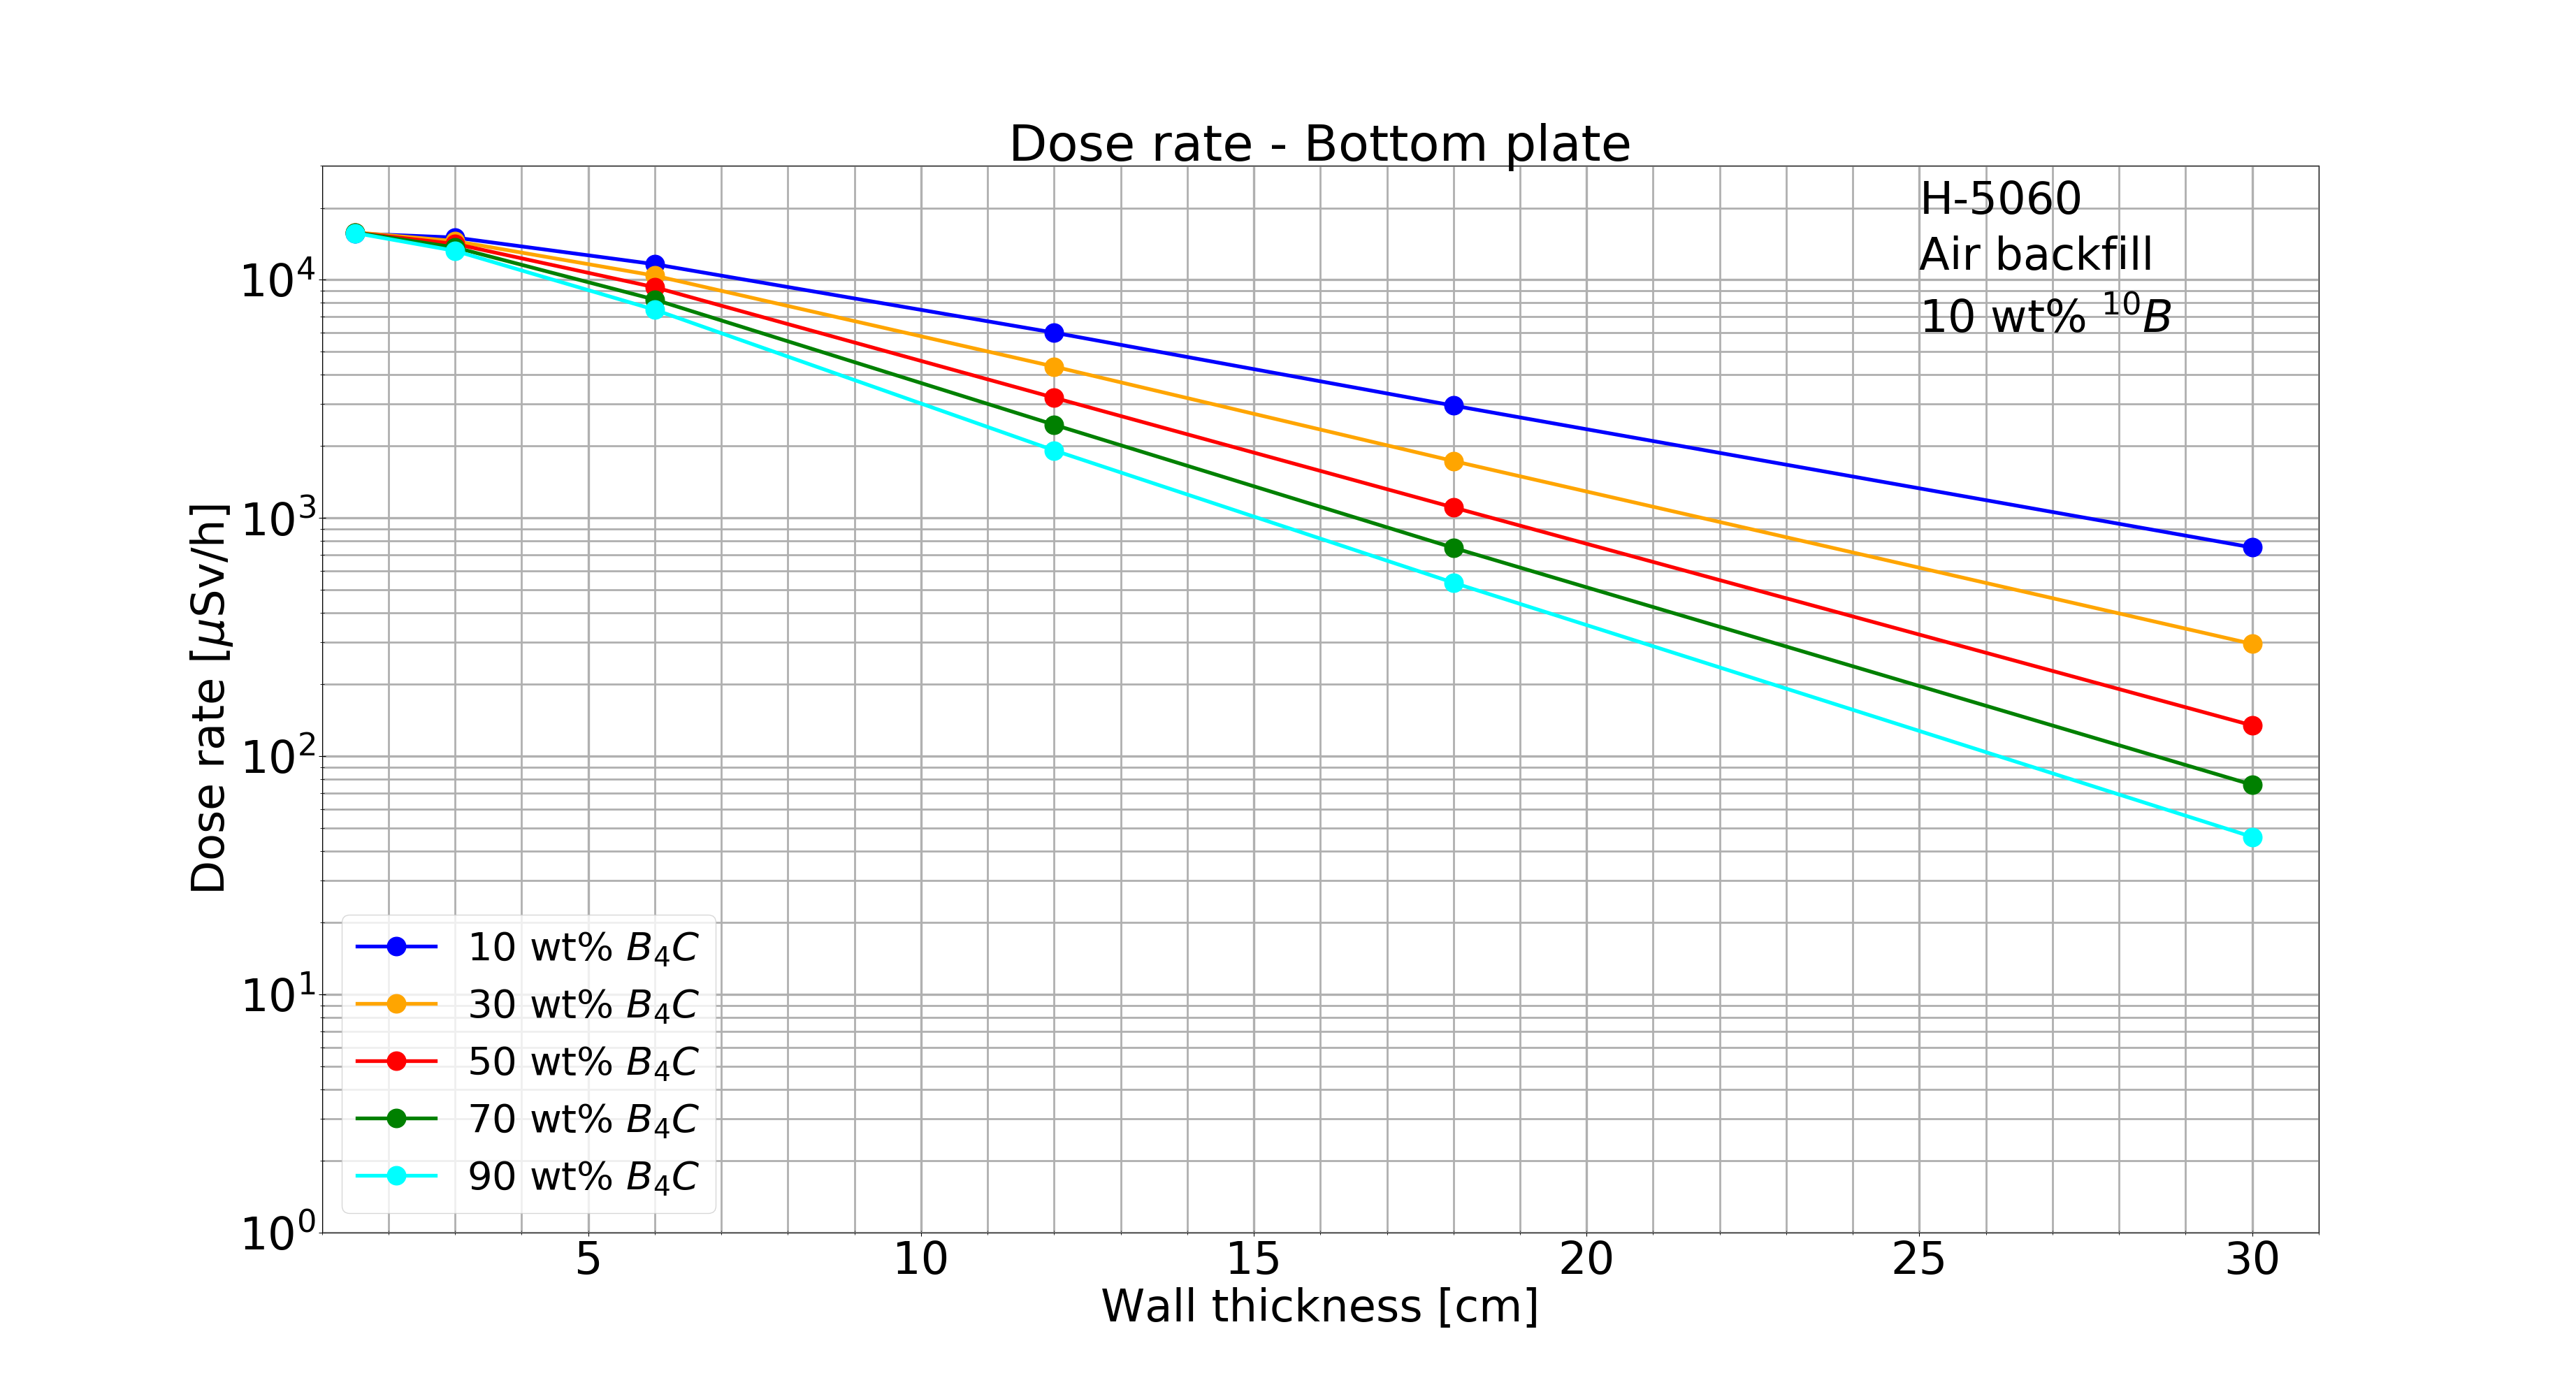 Dose rate - Bottom plate
H-5060
Air backfill
10 wt% ¹⁰B
Dose rate [μSv/h]
10⁴
10³
10²
10¹
10⁰
10 wt% B₄C
30 wt% B₄C
50 wt% B₄C
70 wt% B₄C
90 wt% B₄C
5 10 15 20 25 30
Wall thickness [cm]